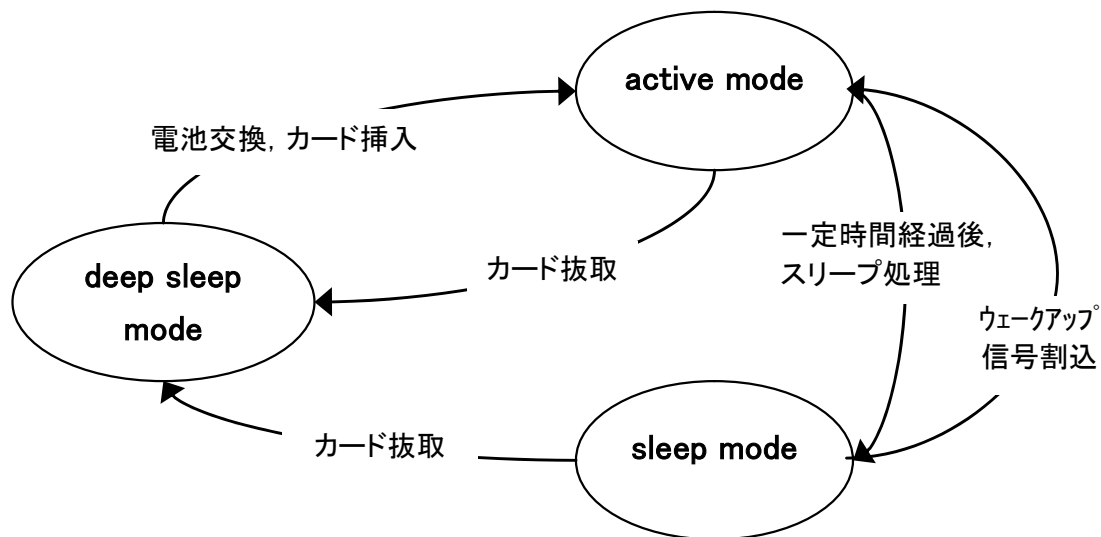 active mode
電池交換, カード挿入
一定時間経過後,
スリープ処理
カード抜取
deep sleep
mode
ｳｪｰｸｱｯﾌﾟ
信号割込
カード抜取
sleep mode